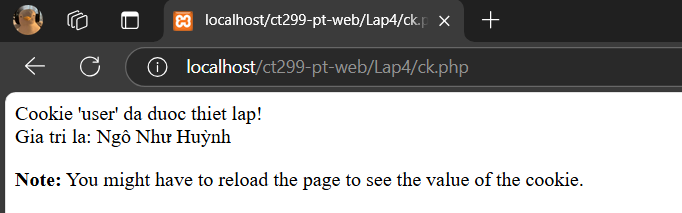 localhost/ct299-pt-web/Lap4/ck.p
localhost/ct299-pt-web/Lap4/ck.php
Cookie 'user' da duoc thiet lap!
Gia tri la: Ngô Như Huỳnh
Note: You might have to reload the page to see the value of the cookie.